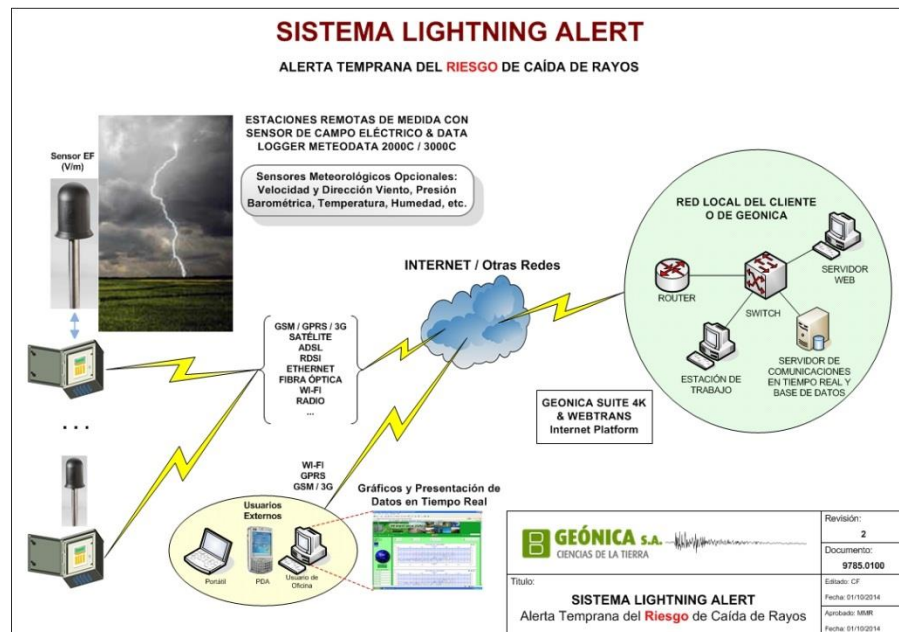 SISTEMA LIGHTNING ALERT
ALERTA TEMPRANA DEL RIESGO DE CAÍDA DE RAYOS
Sensor EF
(V/m)
ESTACIONES REMOTAS DE MEDIDA CON
SENSOR DE CAMPO ELÉCTRICO & DATA
LOGGER METEODATA 2000C / 3000C
Sensores Meteorológicos Opcionales:
Velocidad y Dirección Viento, Presión
Barométrica, Temperatura, Humedad, etc.
RED LOCAL DEL CLIENTE
O DE GEONICA
SERVIDOR
WEB
ROUTER
SWITCH
ESTACIÓN DE
TRABAJO
SERVIDOR DE
COMUNICACIONES
EN TIEMPO REAL Y
BASE DE DATOS
INTERNET / Otras Redes
GSM / GPRS / 3G
SATÉLITE
ADSL
RDSI
ETHERNET
FIBRA ÓPTICA
WI-FI
RADIO
...
GEONICA SUITE 4K
& WEBTRANS
Internet Platform
. . .
WI-FI
GPRS
GSM / 3G
Gráficos y Presentación de
Datos en Tiempo Real
Usuarios
Externos
Portátil
PDA
Usuario de
Oficina
GEÓNICA S.A.
CIENCIAS DE LA TIERRA
Revisión:
2
Documento:
9785.0100
Título:
SISTEMA LIGHTNING ALERT
Alerta Temprana del Riesgo de Caída de Rayos
Editado: CF
Fecha: 01/10/2014
Aprobado: MMR
Fecha: 01/10/2014